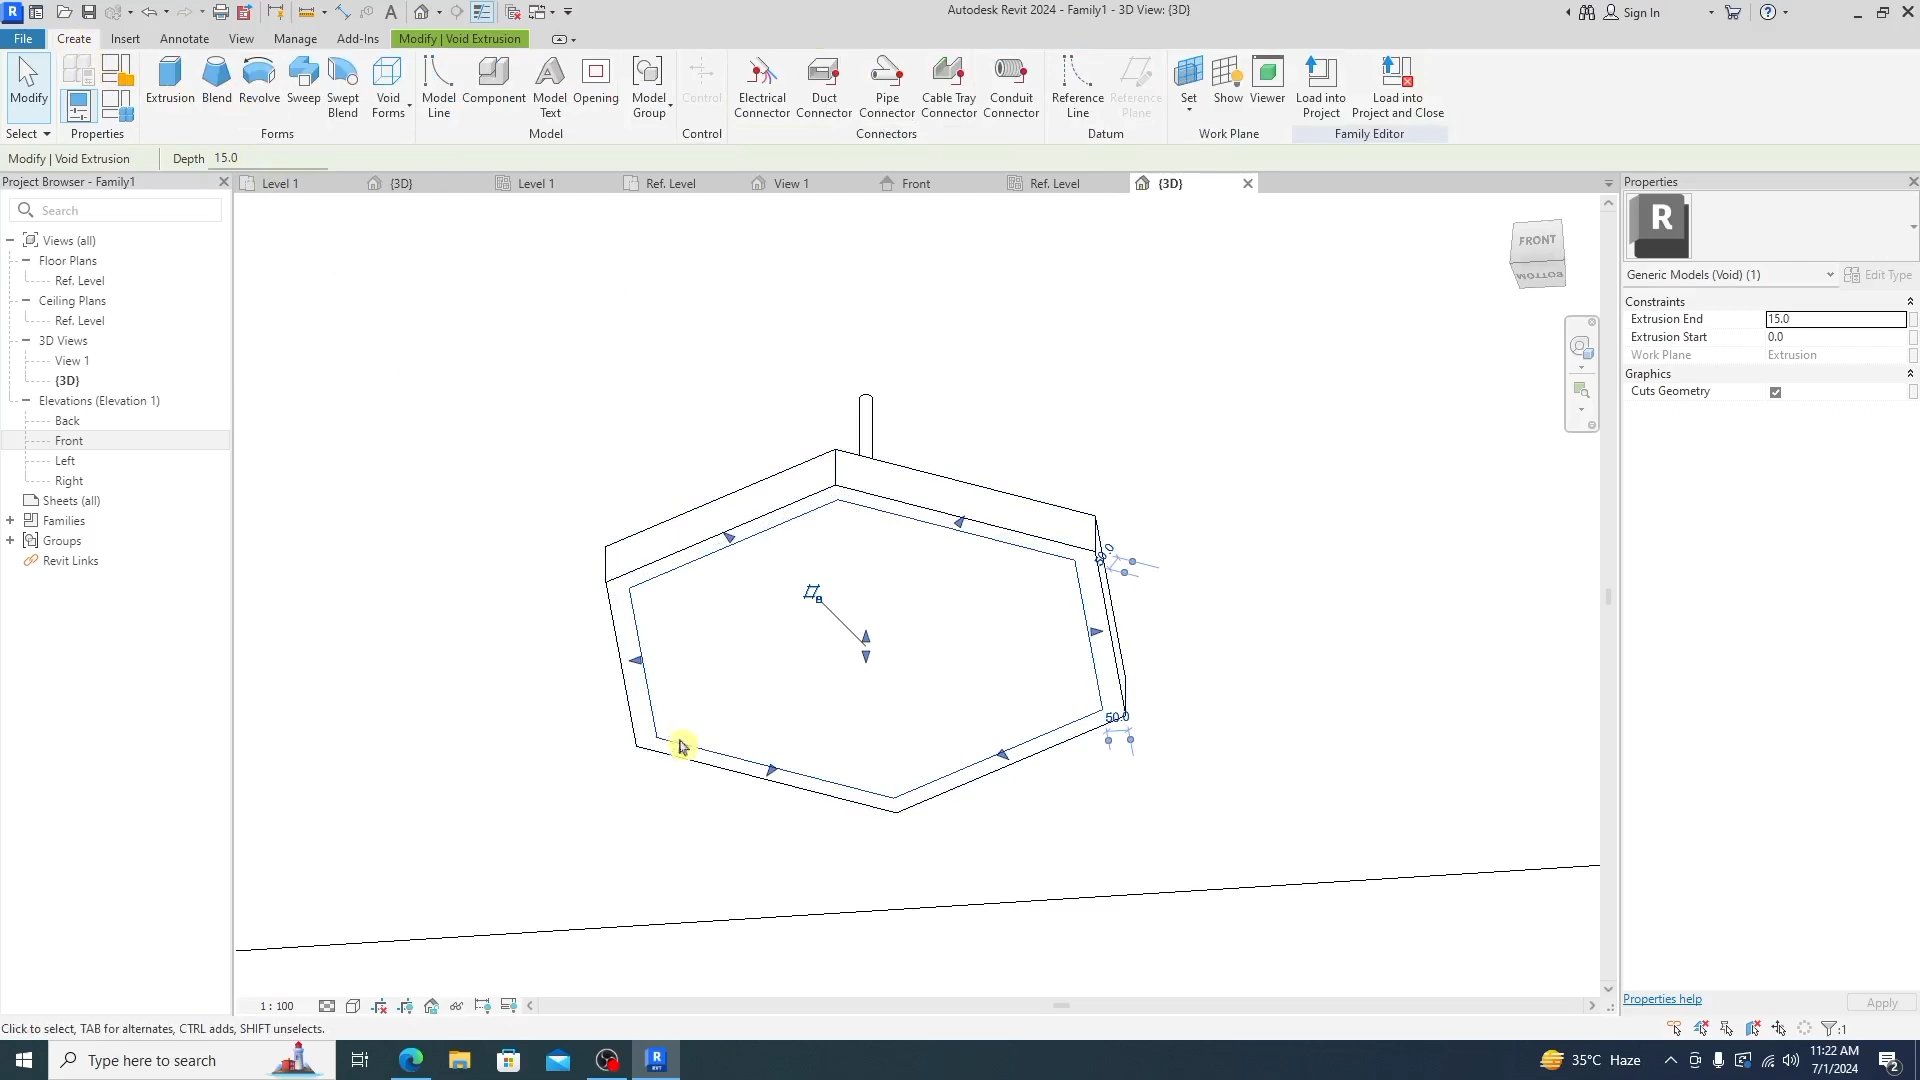 Autodesk Revit 2024 - Family1 - 3D View: {3D}
Sign In
File
Create
Insert
Annotate
View
Manage
Add-Ins
Modify | Void Extrusion
Modify
Extrusion
Blend
Revolve
Sweep
Swept Blend
Void Forms
Model Line
Component
Model Text
Opening
Model Group
Control
Electrical Connector
Duct Connector
Pipe Connector
Cable Tray Connector
Conduit Connector
Reference Line
Reference Plane
Set
Show
Viewer
Load into Project
Load into Project and Close
Select
Properties
Forms
Model
Control
Connectors
Datum
Work Plane
Family Editor
Modify | Void Extrusion
Depth 15.0
Project Browser - Family1
Search
Views (all)
Floor Plans
Ref. Level
Ceiling Plans
Ref. Level
3D Views
View 1
{3D}
Elevations (Elevation 1)
Back
Front
Left
Right
Sheets (all)
Families
Groups
Revit Links
Level 1
{3D}
Level 1
Ref. Level
View 1
Front
Ref. Level
{3D}
FRONT
BOTTOM
50.0
Properties
R
Generic Models (Void) (1)
Edit Type
Constraints
Extrusion End 15.0
Extrusion Start 0.0
Work Plane Extrusion
Graphics
Cuts Geometry
Properties help
Apply
1 : 100
Click to select, TAB for alternates, CTRL adds, SHIFT unselects.
:1
Type here to search
35°C Haze
11:22 AM
7/1/2024
2